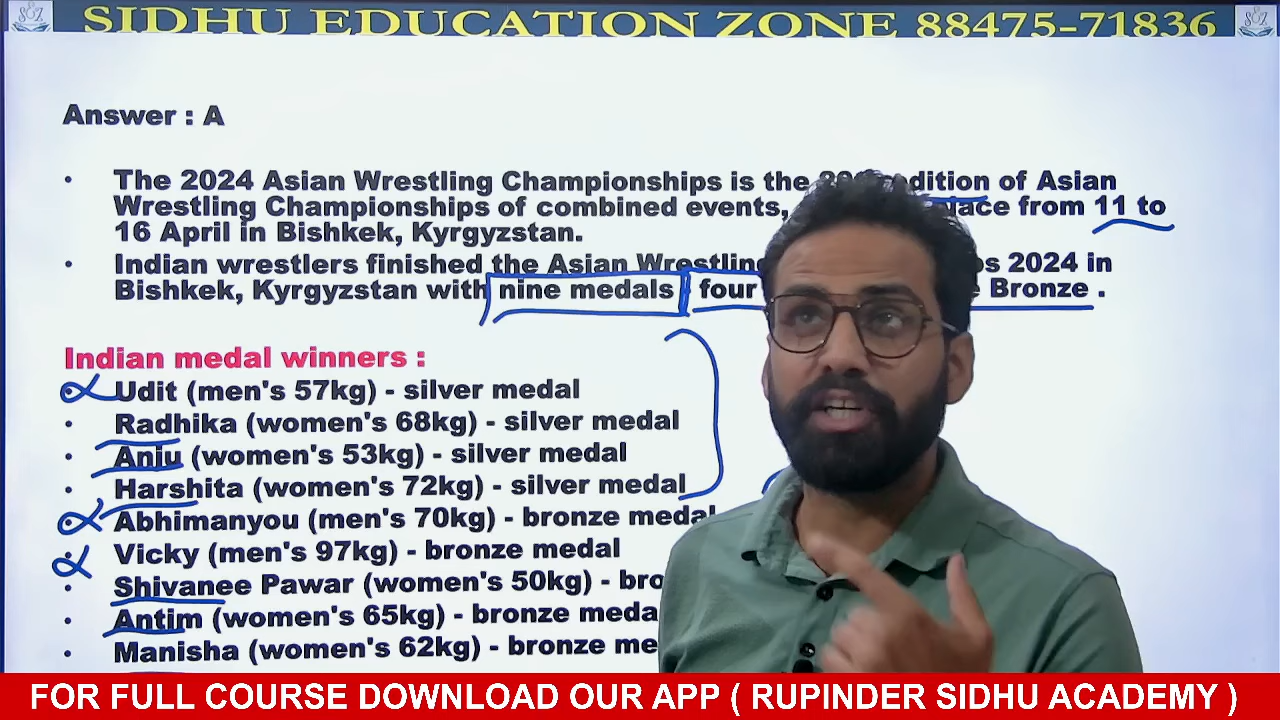 SIDHU EDUCATION ZONE 88475-71836
Answer : A
• The 2024 Asian Wrestling Championships is the dition of Asian
Wrestling Championships of combined events, from 11 to
16 April in Bishkek, Kyrgyzstan.
• Indian wrestlers finished the Asian Wrestling 2024 in
Bishkek, Kyrgyzstan with nine medals four Bronze .
Indian medal winners :
Udit (men's 57kg) - silver medal
• Radhika (women's 68kg) - silver medal
• Anju (women's 53kg) - silver medal
• Harshita (women's 72kg) - silver medal
Abhimanyou (men's 70kg) - bronze medal
Vicky (men's 97kg) - bronze medal
• Shivanee Pawar (women's 50kg) - bro
• Antim (women's 65kg) - bronze meda
• Manisha (women's 62kg) - bronze me
FOR FULL COURSE DOWNLOAD OUR APP ( RUPINDER SIDHU ACADEMY )